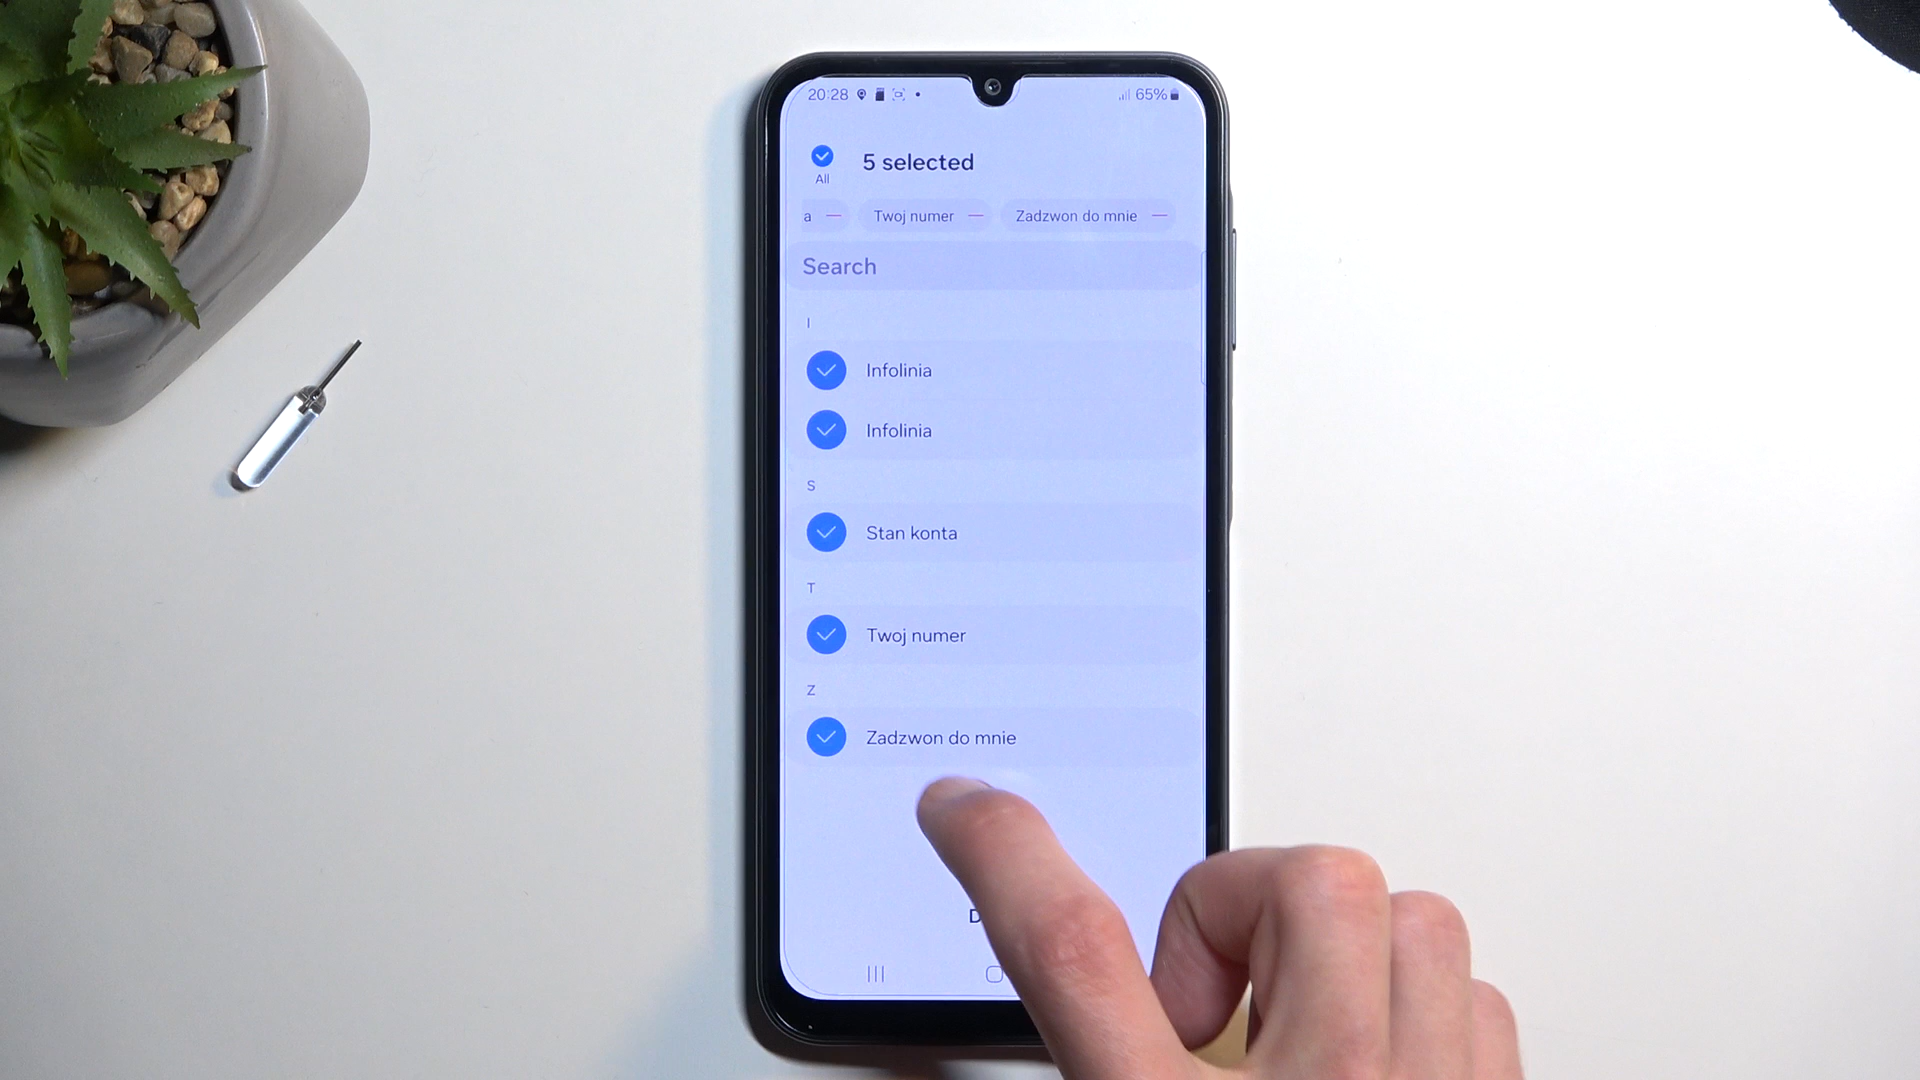 20:28 65%
All 5 selected
a Twoj numer Zadzwon do mnie
Search
I
Infolinia
Infolinia
S
Stan konta
T
Twoj numer
Z
Zadzwon do mnie